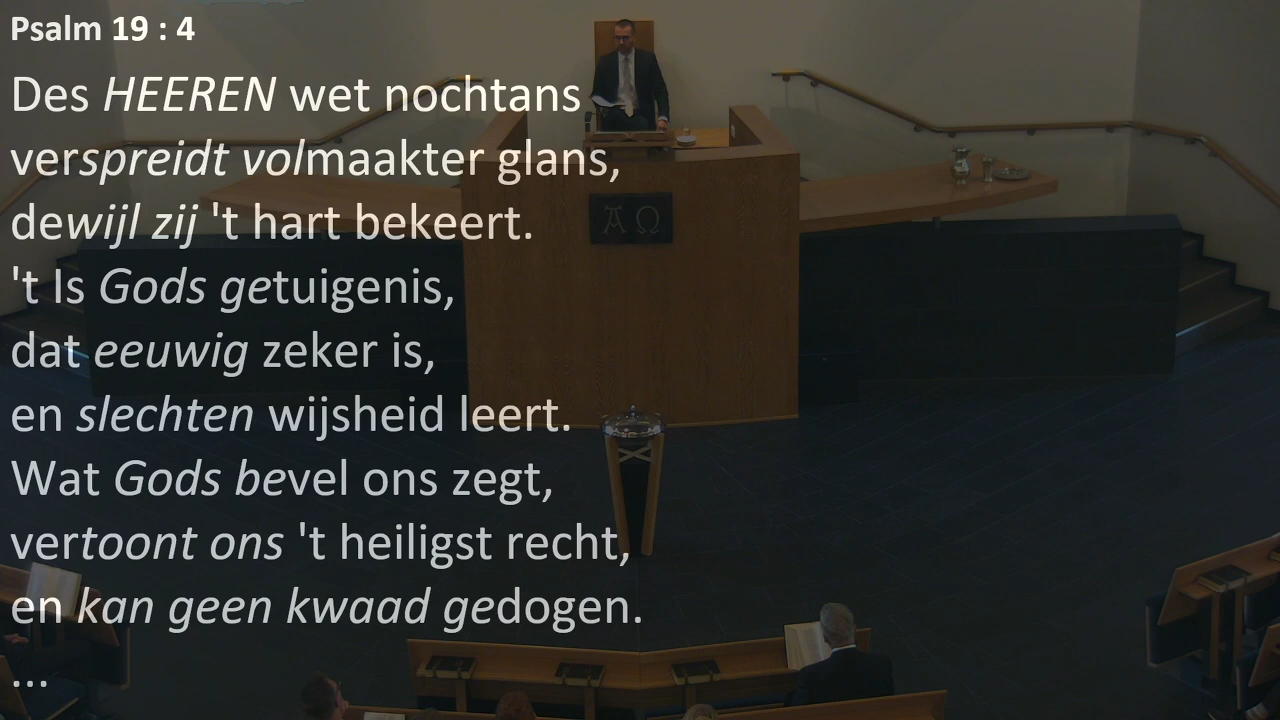 Psalm 19 : 4
Des HEEREN wet nochtans
verspreidt volmaakter glans,
dewijl zij 't hart bekeert.
't Is Gods getuigenis,
dat eeuwig zeker is,
en slechten wijsheid leert.
Wat Gods bevel ons zegt,
vertoont ons 't heiligst recht,
en kan geen kwaad gedogen.
...
Α Ω